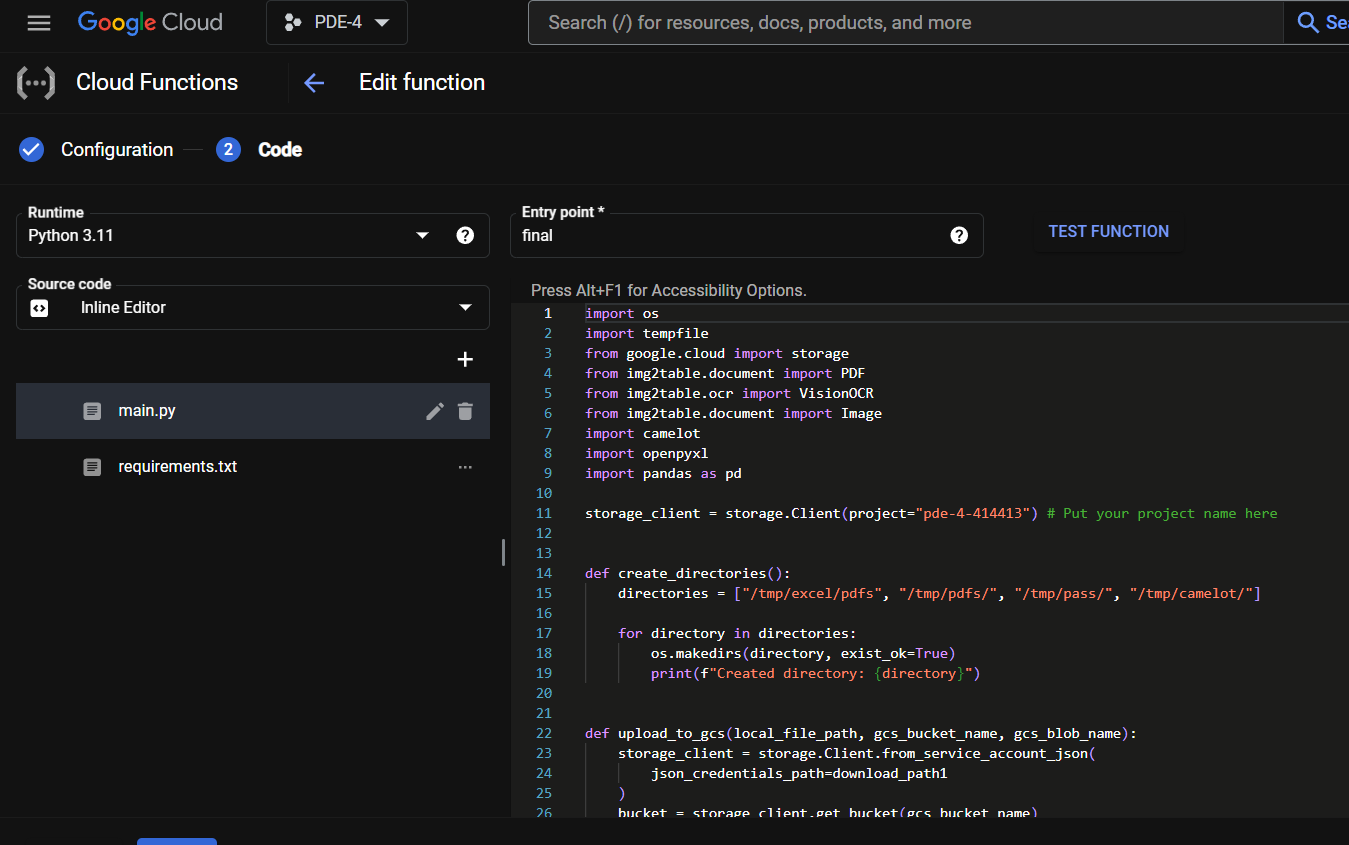 Google Cloud
PDE-4
Search (/) for resources, docs, products, and more
Cloud Functions
Edit function
Configuration
2
Code
Runtime
Python 3.11
Entry point *
final
TEST FUNCTION
Source code
Inline Editor
main.py
requirements.txt
Press Alt+F1 for Accessibility Options.
1 import os
2 import tempfile
3 from google.cloud import storage
4 from img2table.document import PDF
5 from img2table.ocr import VisionOCR
6 from img2table.document import Image
7 import camelot
8 import openpyxl
9 import pandas as pd
10
11 storage_client = storage.Client(project="pde-4-414413") # Put your project name here
12
13
14 def create_directories():
15 directories = ["/tmp/excel/pdfs", "/tmp/pdfs/", "/tmp/pass/", "/tmp/camelot/"]
16
17 for directory in directories:
18 os.makedirs(directory, exist_ok=True)
19 print(f"Created directory: {directory}")
20
21
22 def upload_to_gcs(local_file_path, gcs_bucket_name, gcs_blob_name):
23 storage_client = storage.Client.from_service_account_json(
24 json_credentials_path=download_path1
25 )
26 bucket = storage_client.get_bucket(gcs_bucket_name)